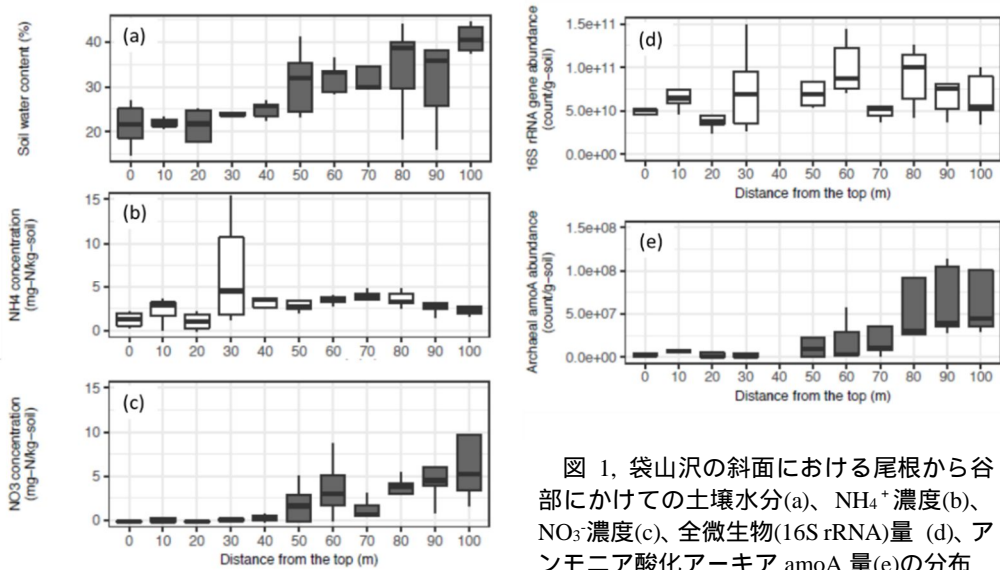 (a)
Soil water content (%)
40
30
20
0 10 20 30 40 50 60 70 80 90 100
(b)
NH4 concentration
(mg−N/kg−soil)
15
10
5
0
0 10 20 30 40 50 60 70 80 90 100
(c)
NO3 concentration
(mg−N/kg−soil)
15
10
5
0
0 10 20 30 40 50 60 70 80 90 100
Distance from the top (m)
(d)
16S rRNA gene abundance
(count/g−soil)
1.5e+11
1.0e+11
5.0e+10
0.0e+00
0 10 20 30 40 50 60 70 80 90 100
Distance from the top (m)
(e)
Archaeal amoA abundance
(count/g−soil)
1.5e+08
1.0e+08
5.0e+07
0.0e+00
0 10 20 30 40 50 60 70 80 90 100
Distance from the top (m)
図 1, 袋山沢の斜面における尾根から谷
部にかけての土壌水分(a)、NH₄⁺濃度(b)、
NO₃⁻濃度(c)、全微生物(16S rRNA)量 (d)、ア
ンモニア酸化アーキア amoA 量(e)の分布